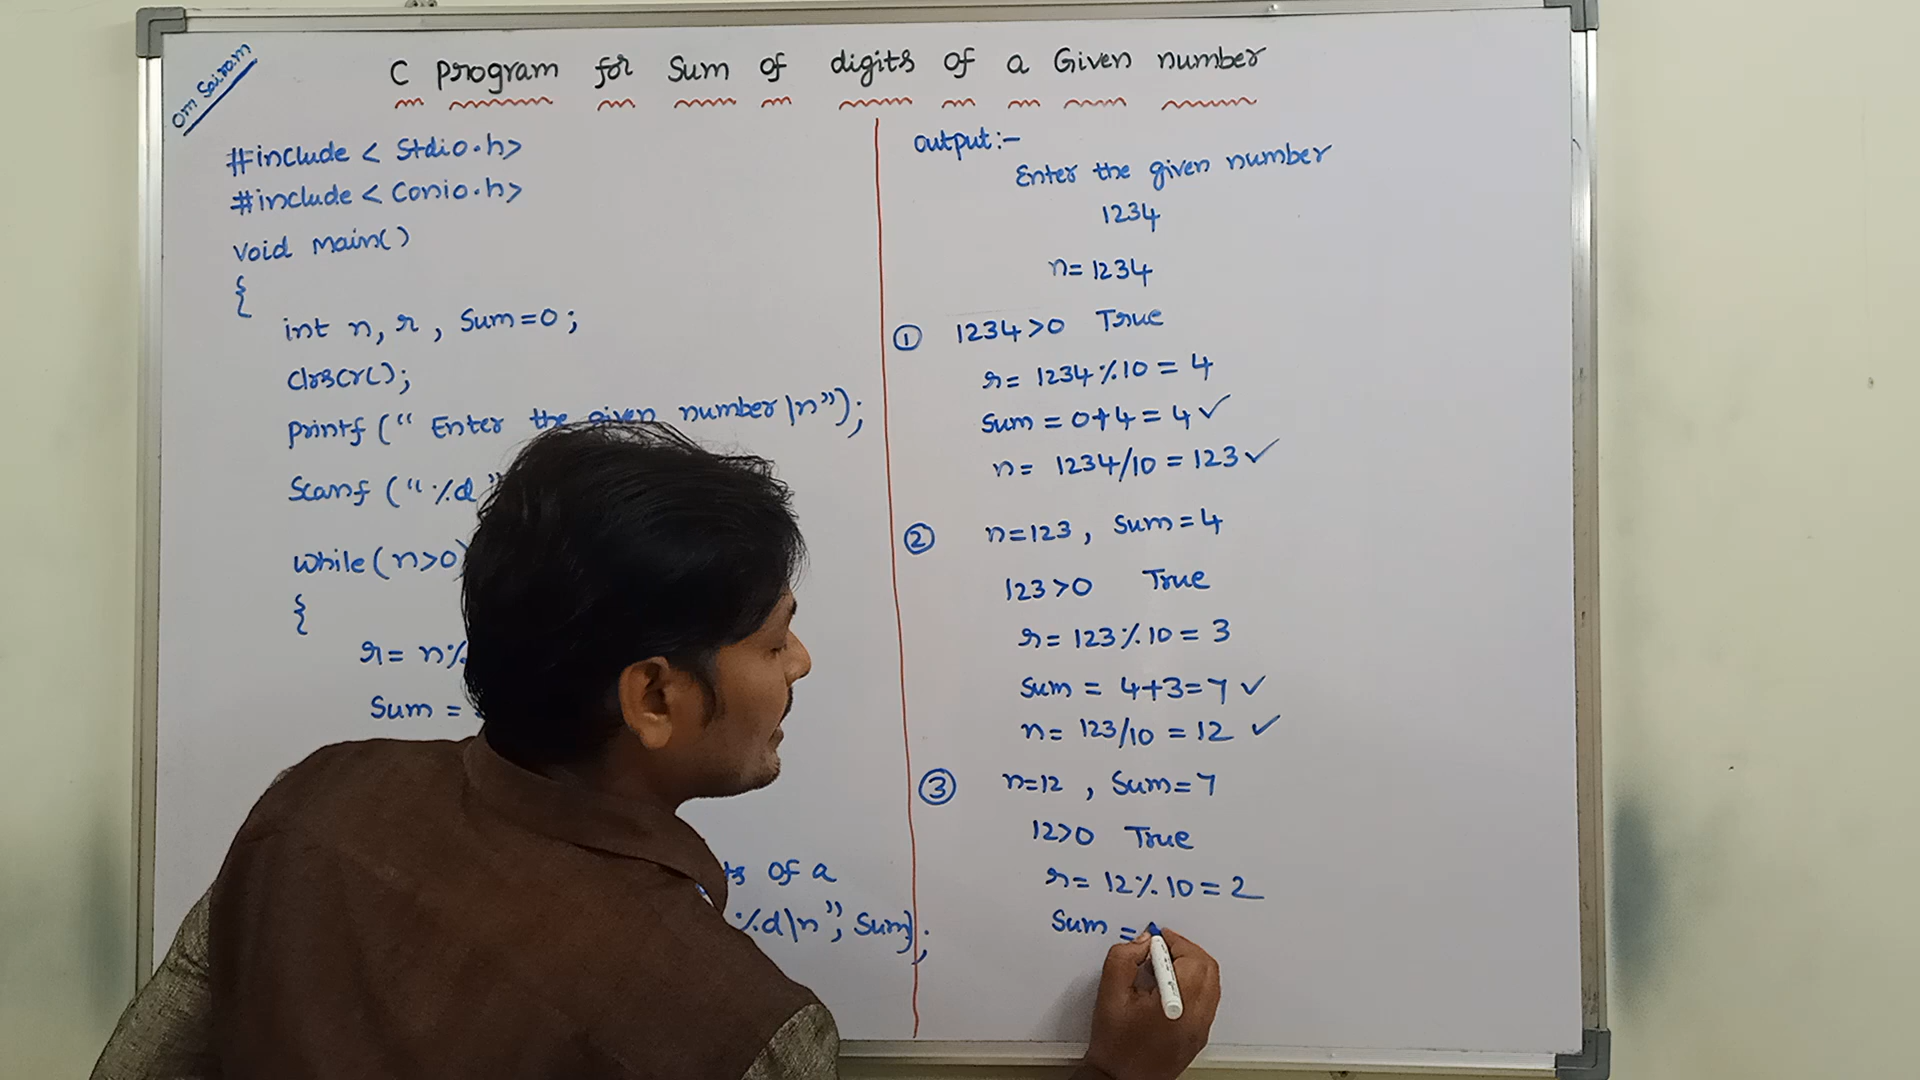 Om Sairam
C program for Sum of digits of a Given number
#include < Stdio.h>
#include < Conio.h>
Void main()
{
int n, r, Sum=0;
Clrscr();
Printf (" Enter the given number \n");
Scanf ("%d"
while (n>0)
{
r= n%
Sum =
of a
%d\n", Sum);
output:-
Enter the given number
1234
n= 1234
① 1234>0 True
r= 1234%10 = 4
Sum = 0+4 = 4 ✓
n= 1234/10 = 123 ✓
② n=123, Sum=4
123>0 True
r= 123%10 = 3
Sum = 4+3=7 ✓
n= 123/10 = 12 ✓
③ n=12, Sum=7
12>0 True
r= 12%10=2
Sum =